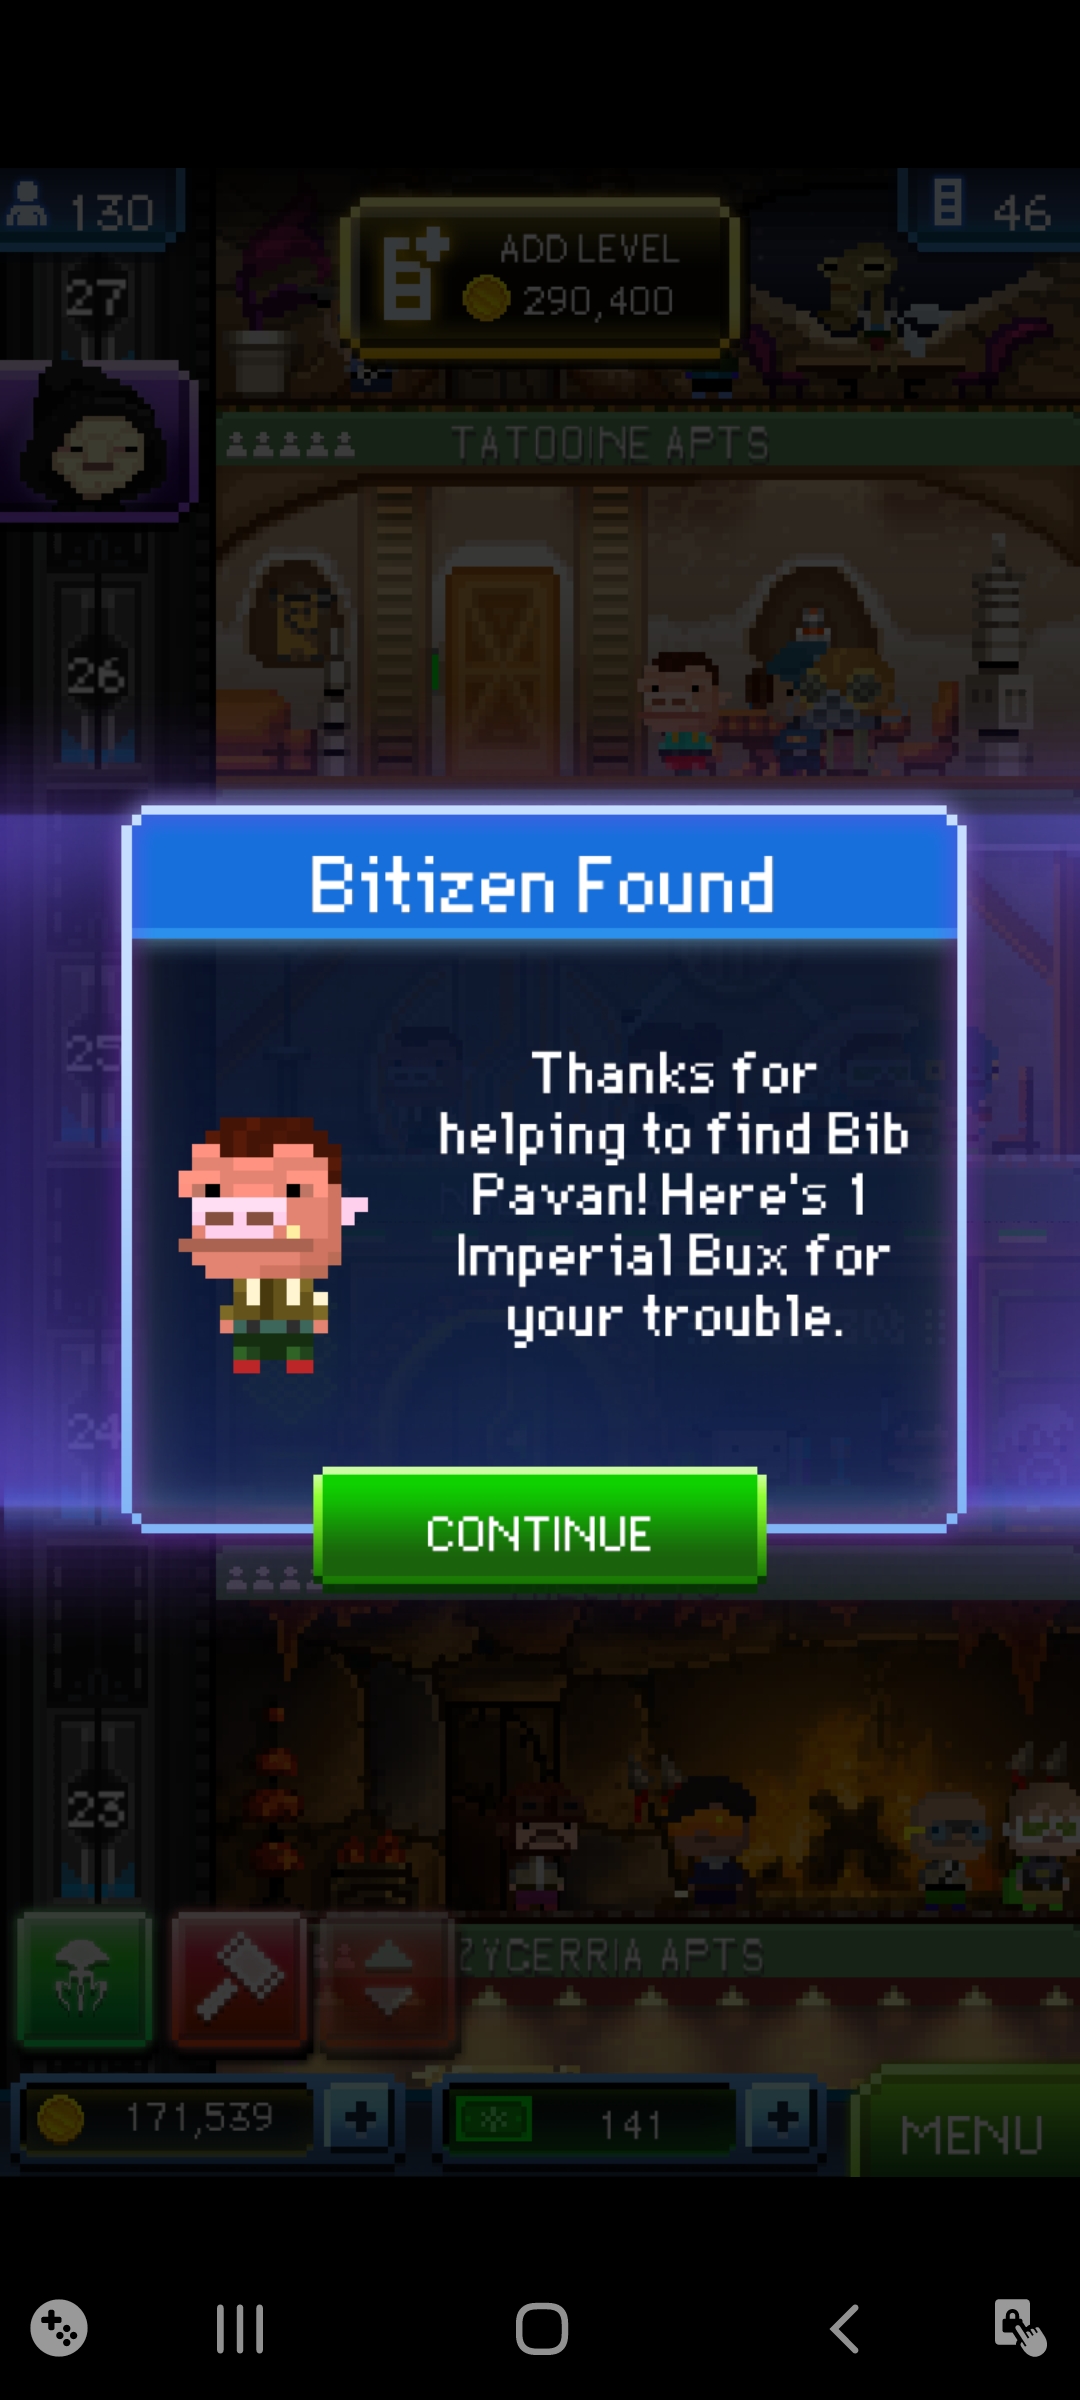 130
46
ADD LEVEL
290,400
27
TATOOINE APTS
26
Bitizen Found
25
Thanks for
helping to find Bib
Pavan! Here's 1
Imperial Bux for
your trouble.
24
CONTINUE
23
ZYGERRIA APTS
171,539
141
MENU